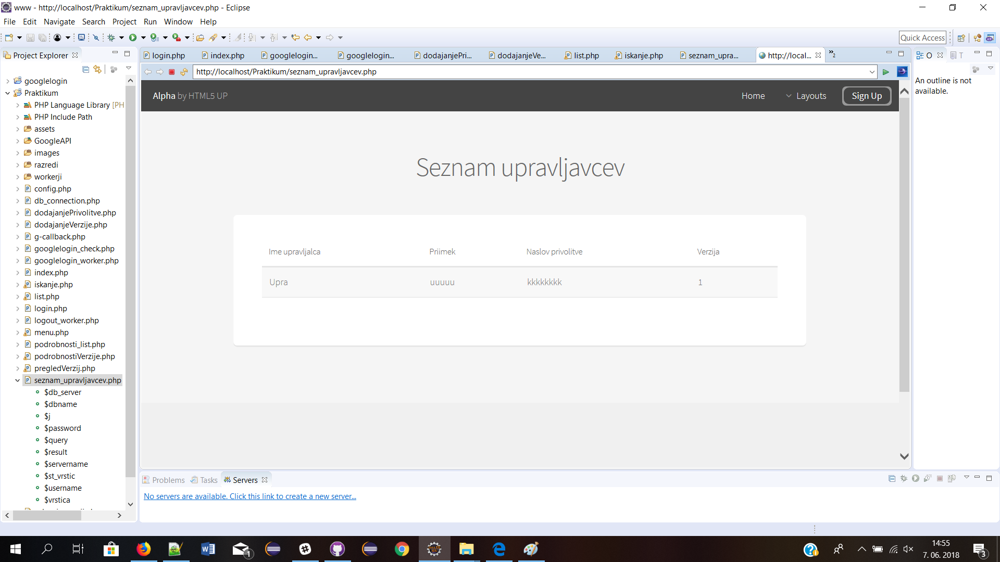 www - http://localhost/Praktikum/seznam_upravljavcev.php - Eclipse
File Edit Navigate Search Project Run Window Help
Quick Access
Project Explorer
login.php index.php googlelogin... googlelogin... dodajanjePri... dodajanjeVe... list.php iskanje.php seznam_upra... http://local... »2
O T
http://localhost/Praktikum/seznam_upravljavcev.php
An outline is not
available.
googlelogin
Praktikum
PHP Language Library [PH
PHP Include Path
assets
GoogleAPI
images
razredi
workerji
config.php
db_connection.php
dodajanjePrivolitve.php
dodajanjeVerzije.php
g-callback.php
googlelogin_check.php
googlelogin_worker.php
index.php
iskanje.php
list.php
login.php
logout_worker.php
menu.php
podrobnosti_list.php
podrobnostiVerzije.php
pregledVerzij.php
seznam_upravljavcev.php
$db_server
$dbname
$j
$password
$query
$result
$servername
$st_vrstic
$username
$vrstica
Alpha by HTML5 UP
Home Layouts Sign Up
Seznam upravljavcev
Ime upravljalca Priimek Naslov privolitve Verzija
Upra uuuuu kkkkkkkk 1
Problems Tasks Servers
No servers are available. Click this link to create a new server...
1
14:55
7. 06. 2018
3